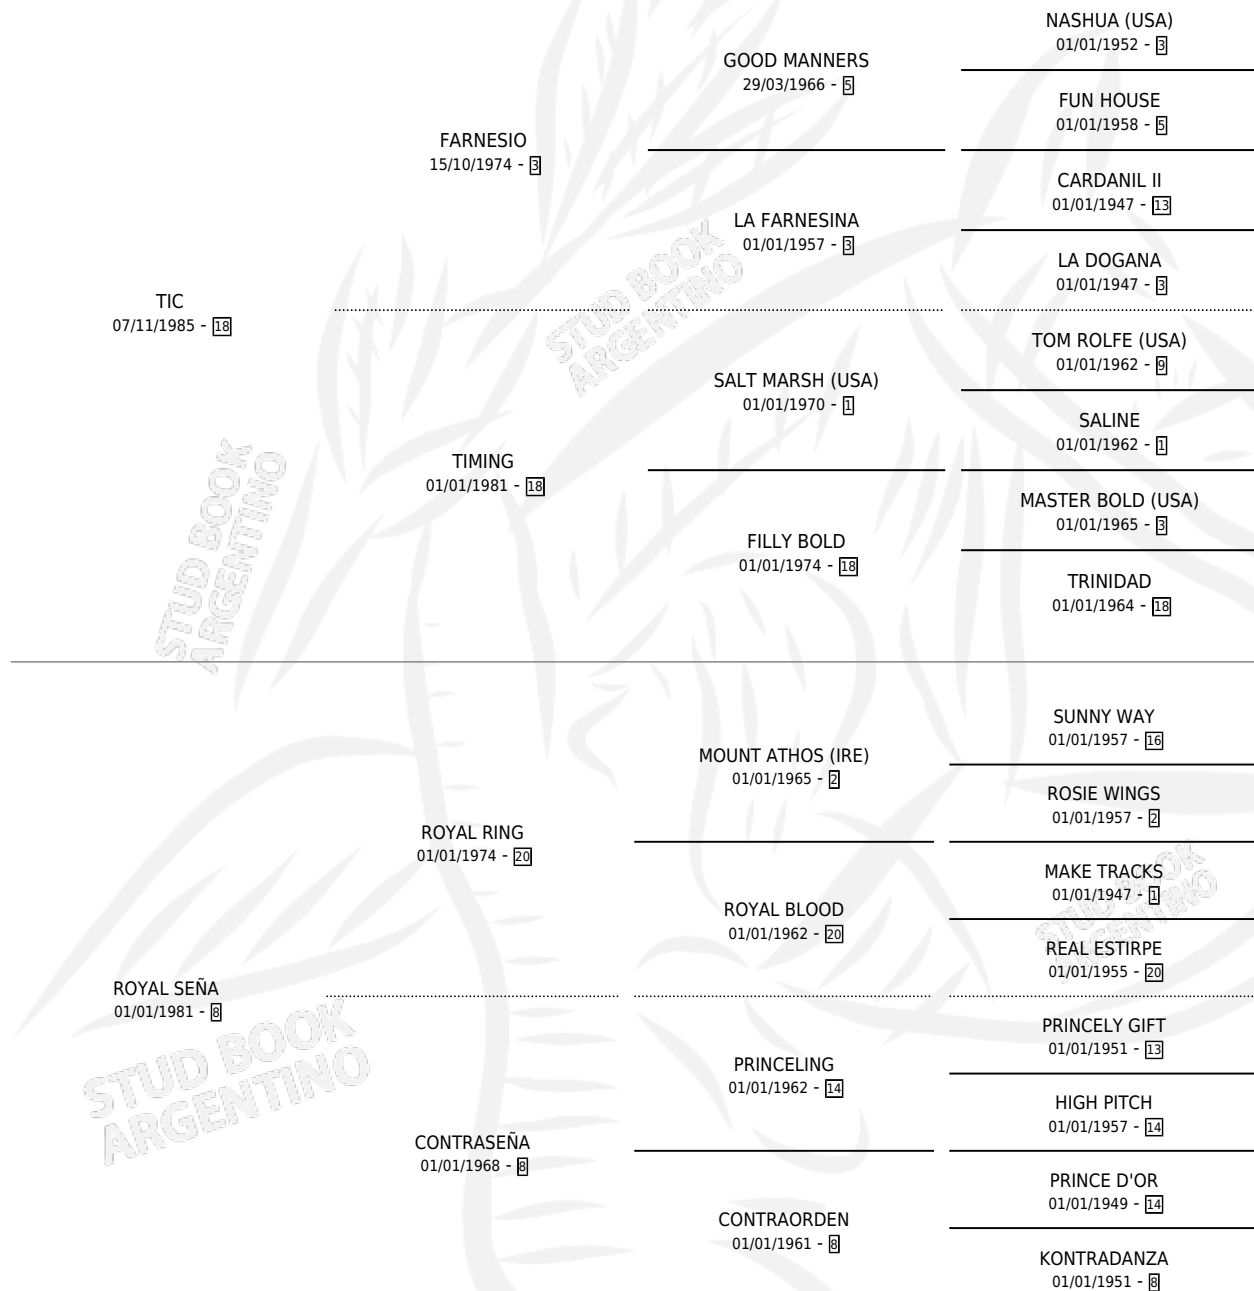 NASHUA (USA)
01/01/1952 - 3
GOOD MANNERS
29/03/1966 - 5
FUN HOUSE
01/01/1958 - 5
FARNESIO
15/10/1974 - 3
CARDANIL II
01/01/1947 - 13
LA FARNESINA
01/01/1957 - 3
LA DOGANA
01/01/1947 - 3
TIC
07/11/1985 - 18
TOM ROLFE (USA)
01/01/1962 - 9
SALT MARSH (USA)
01/01/1970 - 1
SALINE
01/01/1962 - 1
TIMING
01/01/1981 - 18
MASTER BOLD (USA)
01/01/1965 - 3
FILLY BOLD
01/01/1974 - 18
TRINIDAD
01/01/1964 - 18
SUNNY WAY
01/01/1957 - 16
MOUNT ATHOS (IRE)
01/01/1965 - 2
ROSIE WINGS
01/01/1957 - 2
ROYAL RING
01/01/1974 - 20
MAKE TRACKS
01/01/1947 - 1
ROYAL BLOOD
01/01/1962 - 20
REAL ESTIRPE
01/01/1955 - 20
ROYAL SEÑA
01/01/1981 - 8
PRINCELY GIFT
01/01/1951 - 13
PRINCELING
01/01/1962 - 14
HIGH PITCH
01/01/1957 - 14
CONTRASEÑA
01/01/1968 - 8
PRINCE D'OR
01/01/1949 - 14
CONTRAORDEN
01/01/1961 - 8
KONTRADANZA
01/01/1951 - 8
STUD BOOK
ARGENTINO
STUD BOOK
ARGENTINO
STUD BOOK
ARGENTINO
STUD BOOK
ARGENTINO